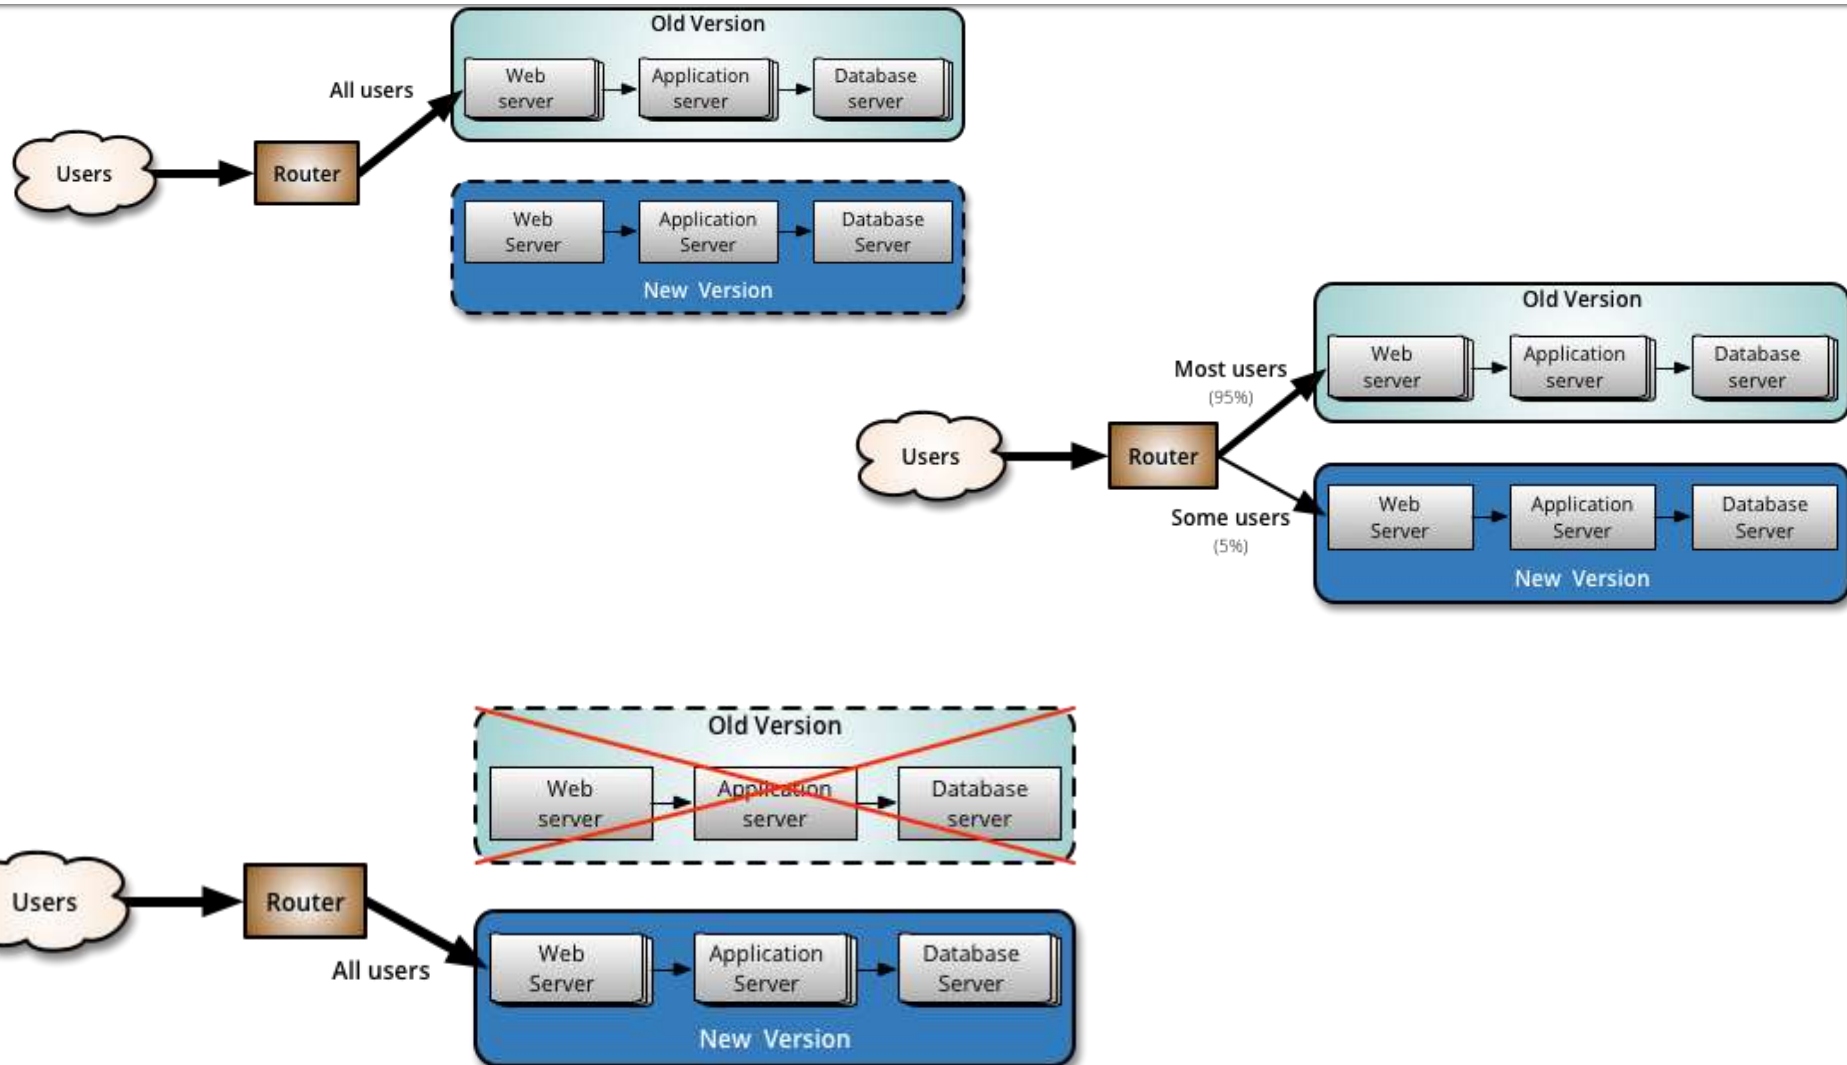 Old Version
Web
server
Application
server
Database
server
All users
Users
Router
Web
Server
Application
Server
Database
Server
New Version
Old Version
Web
server
Application
server
Database
server
Most users
(95%)
Users
Router
Some users
(5%)
Web
Server
Application
Server
Database
Server
New Version
Old Version
Web
server
Application
server
Database
server
Users
Router
All users
Web
Server
Application
Server
Database
Server
New Version